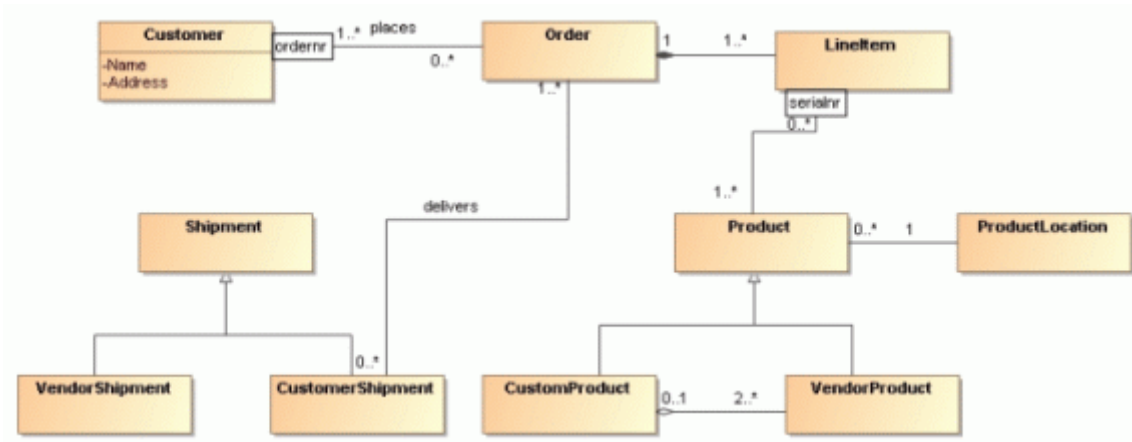 Customer
-Name
-Address
ordernr
1..*
places
0..*
Order
1
1..*
LineItem
serialnr
0..*
1..*
delivers
1..*
Shipment
Product
0..*
1
ProductLocation
VendorShipment
0..*
CustomerShipment
CustomProduct
0..1
2..*
VendorProduct